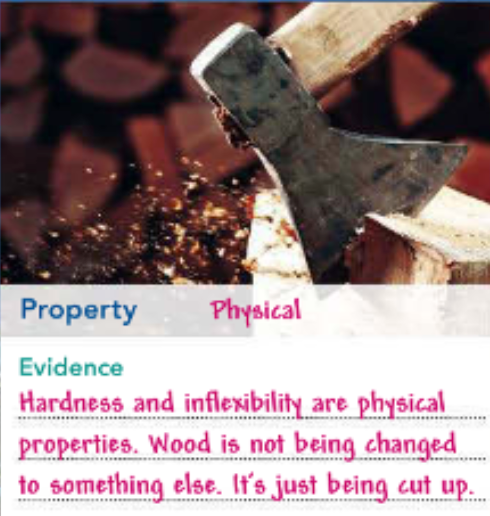 Property Physical
Evidence
Hardness and inflexibility are physical
properties. Wood is not being changed
to something else. It's just being cut up.